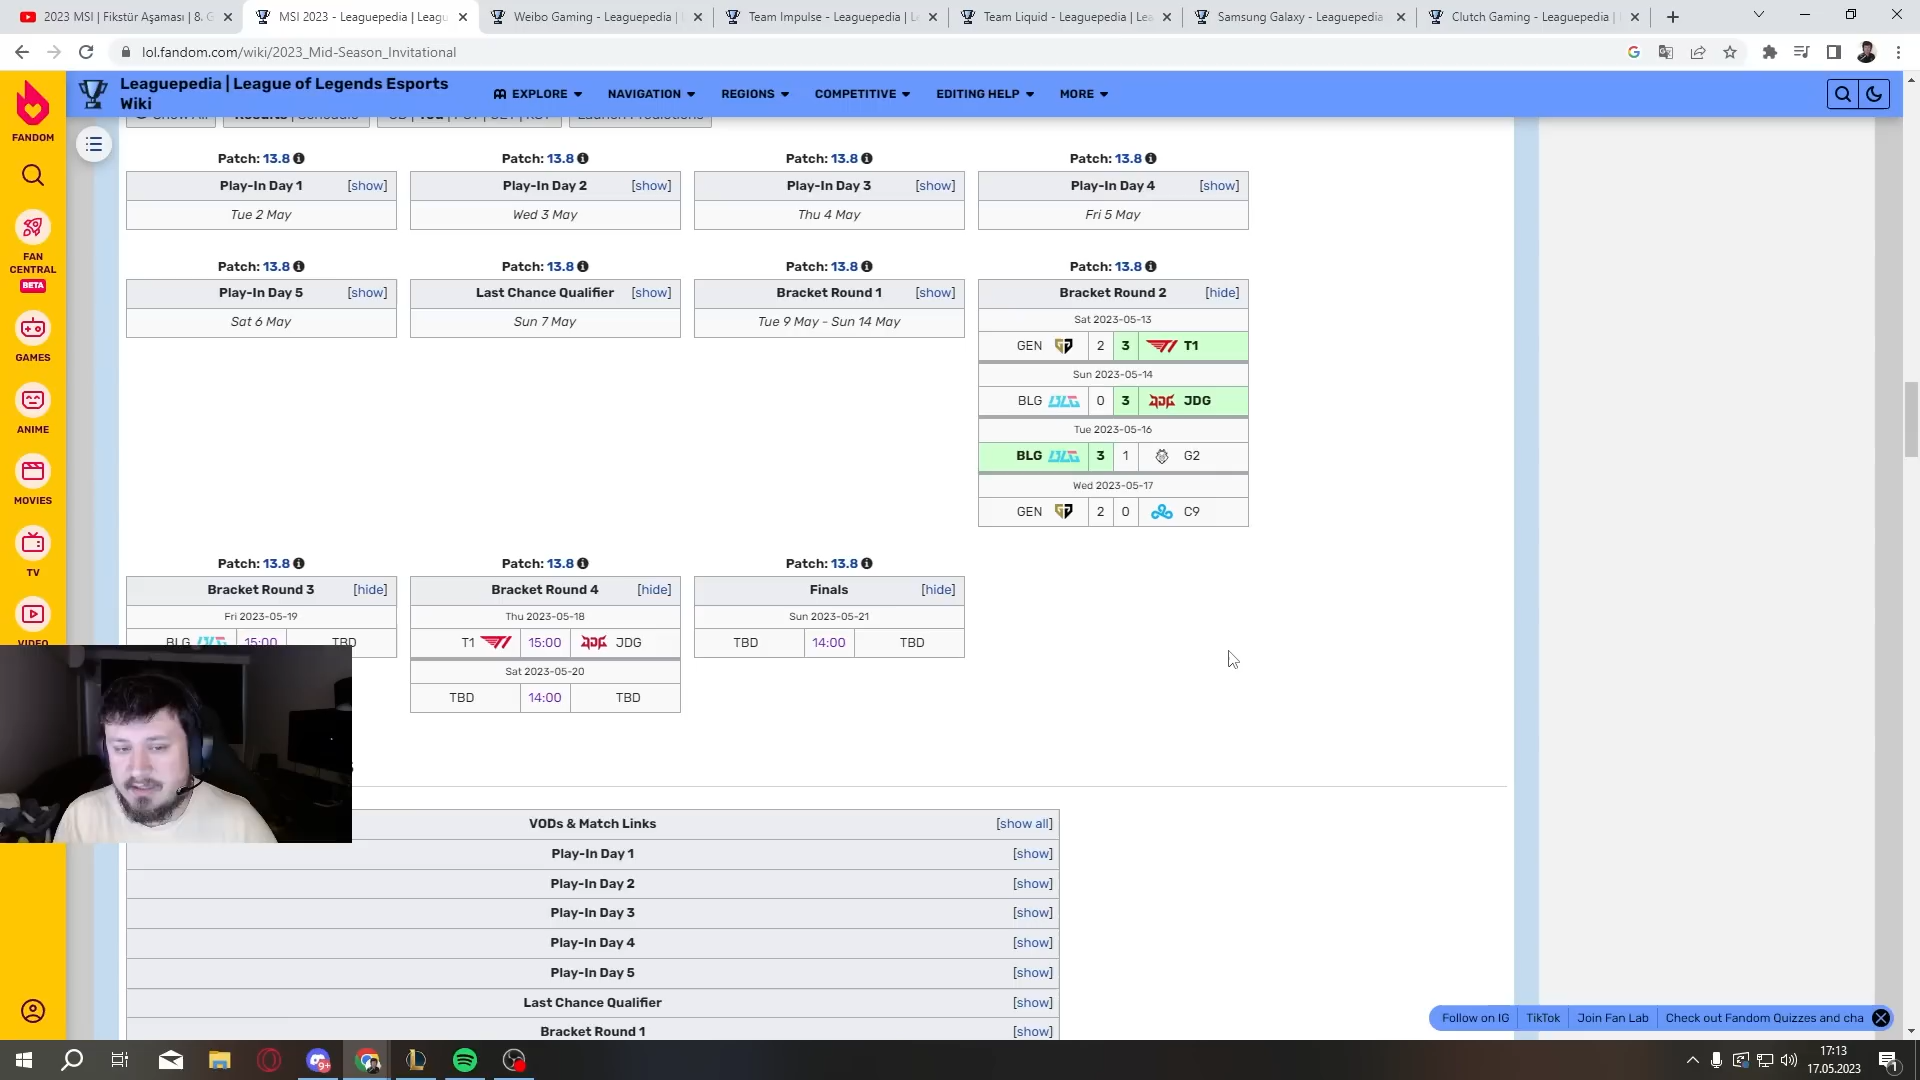 2023 MSI | Fikstür Aşaması | 8. G
MSI 2023 - Leaguepedia | Leagu
Weibo Gaming - Leaguepedia |
Team Impulse - Leaguepedia | Le
Team Liquid - Leaguepedia | Lea
Samsung Galaxy - Leaguepedia
Clutch Gaming - Leaguepedia |
lol.fandom.com/wiki/2023_Mid-Season_Invitational
Leaguepedia | League of Legends Esports
Wiki
EXPLORE
NAVIGATION
REGIONS
COMPETITIVE
EDITING HELP
MORE
FANDOM
FAN
CENTRAL
BETA
GAMES
ANIME
MOVIES
TV
VIDEO
Patch: 13.8
Patch: 13.8
Patch: 13.8
Patch: 13.8
Play-In Day 1 [show]
Play-In Day 2 [show]
Play-In Day 3 [show]
Play-In Day 4 [show]
Tue 2 May
Wed 3 May
Thu 4 May
Fri 5 May
Patch: 13.8
Patch: 13.8
Patch: 13.8
Patch: 13.8
Play-In Day 5 [show]
Last Chance Qualifier [show]
Bracket Round 1 [show]
Bracket Round 2 [hide]
Sat 6 May
Sun 7 May
Tue 9 May - Sun 14 May
Sat 2023-05-13
GEN 2 3 T1
Sun 2023-05-14
BLG 0 3 JDG
Tue 2023-05-16
BLG 3 1 G2
Wed 2023-05-17
GEN 2 0 C9
Patch: 13.8
Patch: 13.8
Patch: 13.8
Bracket Round 3 [hide]
Bracket Round 4 [hide]
Finals [hide]
Fri 2023-05-19
Thu 2023-05-18
Sun 2023-05-21
BLG 15:00 TBD
T1 15:00 JDG
TBD 14:00 TBD
Sat 2023-05-20
TBD 14:00 TBD
VODs & Match Links [show all]
Play-In Day 1 [show]
Play-In Day 2 [show]
Play-In Day 3 [show]
Play-In Day 4 [show]
Play-In Day 5 [show]
Last Chance Qualifier [show]
Bracket Round 1 [show]
Follow on IG
TikTok
Join Fan Lab
Check out Fandom Quizzes and cha
17:13
17.05.2023